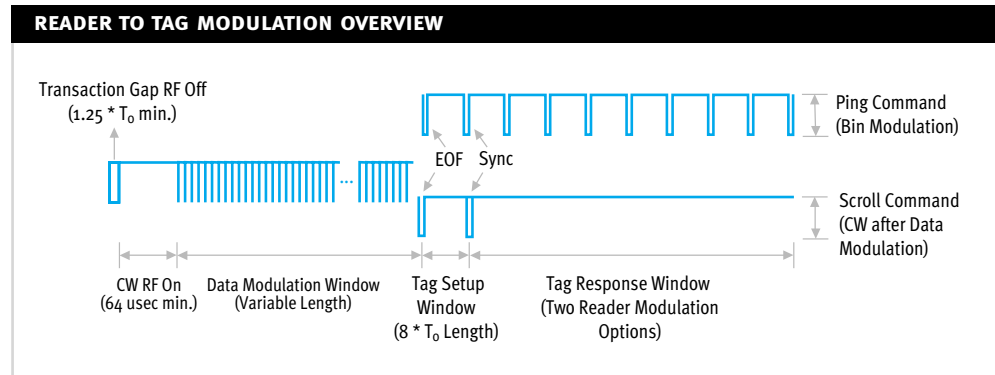 READER TO TAG MODULATION OVERVIEW
Transaction Gap RF Off
(1.25 * T₀ min.)
Ping Command
(Bin Modulation)
EOF
Sync
...
Scroll Command
(CW after Data
Modulation)
CW RF On
(64 usec min.)
Data Modulation Window
(Variable Length)
Tag Setup
Window
(8 * T₀ Length)
Tag Response Window
(Two Reader Modulation
Options)